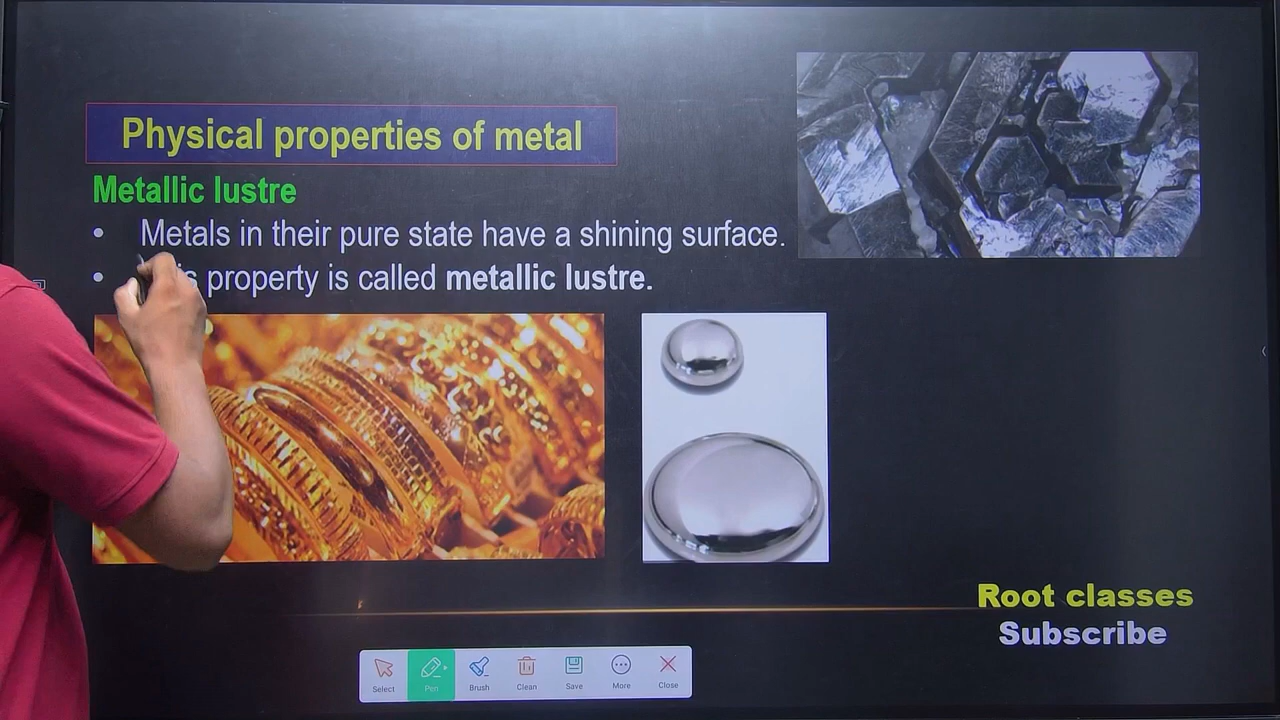 Physical properties of metal
Metallic lustre
• Metals in their pure state have a shining surface.
• property is called metallic lustre.
Root classes
Subscribe
Select Pen Brush Clean Save More Close